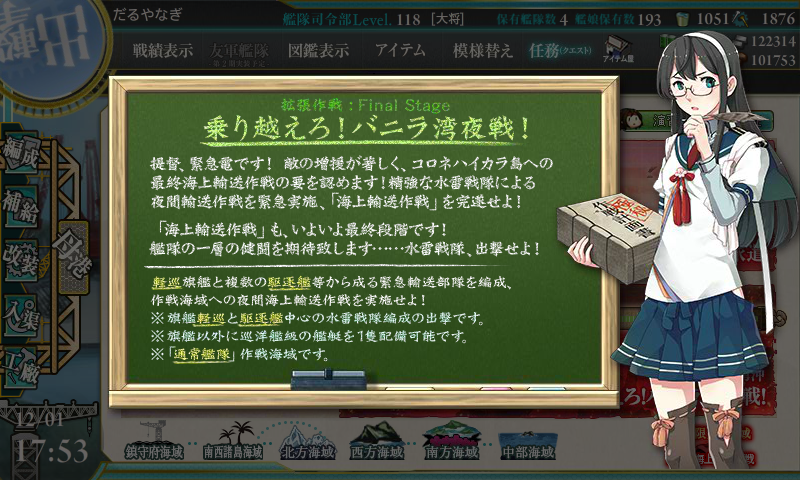 だるやなぎ
艦隊司令部Level. 118 [大将]
保有艦隊数 4 艦娘保有数 193
1051 1876
122314
101753
出撃
戦績表示 友軍艦隊 図鑑表示 アイテム 模様替え 任務(クエスト) アイテム屋
編成
補給
改装
入渠
工廠
母港
拡張作戦：Final Stage
乗り越えろ！バニラ湾夜戦！
提督、緊急電です！ 敵の増援が著しく、コロネハイカラ島への
最終海上輸送作戦の要を認めます！精強な水雷戦隊による
夜間輸送作戦を緊急実施、「海上輸送作戦」を完遂せよ！
「海上輸送作戦」も、いよいよ最終段階です！
艦隊の一層の健闘を期待致します……水雷戦隊、出撃せよ！
軽巡旗艦と複数の駆逐艦等から成る緊急輸送部隊を編成、
作戦海域への夜間海上輸送作戦を実施せよ！
※旗艦軽巡と駆逐艦中心の水雷戦隊編成の出撃です。
※旗艦以外に巡洋艦級の艦艇を1隻配備可能です。
※「通常艦隊」作戦海域です。
12/01
17:53
鎮守府海域 南西諸島海域 北方海域 西方海域 南方海域 中部海域